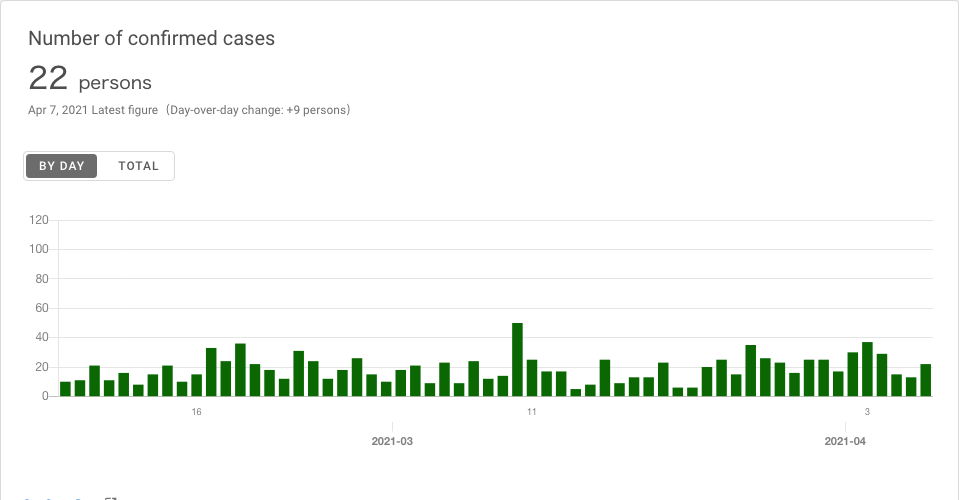 Number of confirmed cases
22 persons
Apr 7, 2021 Latest figure（Day-over-day change: +9 persons）
BY DAY TOTAL
120
100
80
60
40
20
0
16 11 3
2021-03 2021-04